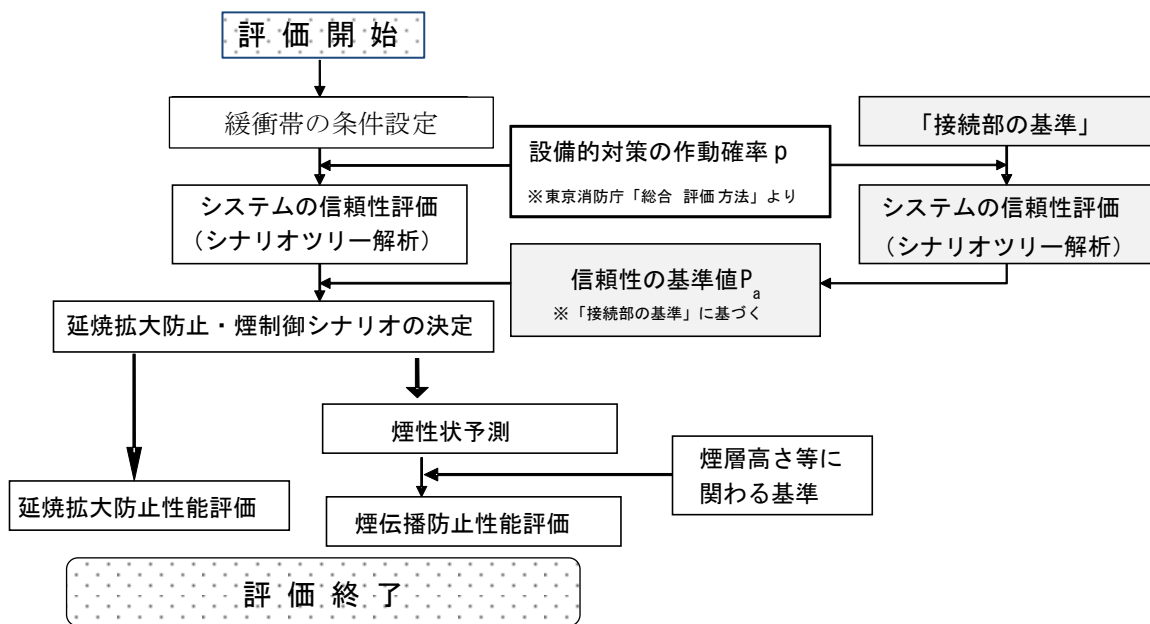 評価開始
緩衝帯の条件設定
「接続部の基準」
設備的対策の作動確率p
※東京消防庁「総合 評価方法」より
システムの信頼性評価
（シナリオツリー解析）
システムの信頼性評価
（シナリオツリー解析）
信頼性の基準値Pa
※「接続部の基準」に基づく
延焼拡大防止・煙制御シナリオの決定
煙性状予測
煙層高さ等に
関わる基準
延焼拡大防止性能評価
煙伝播防止性能評価
評価終了